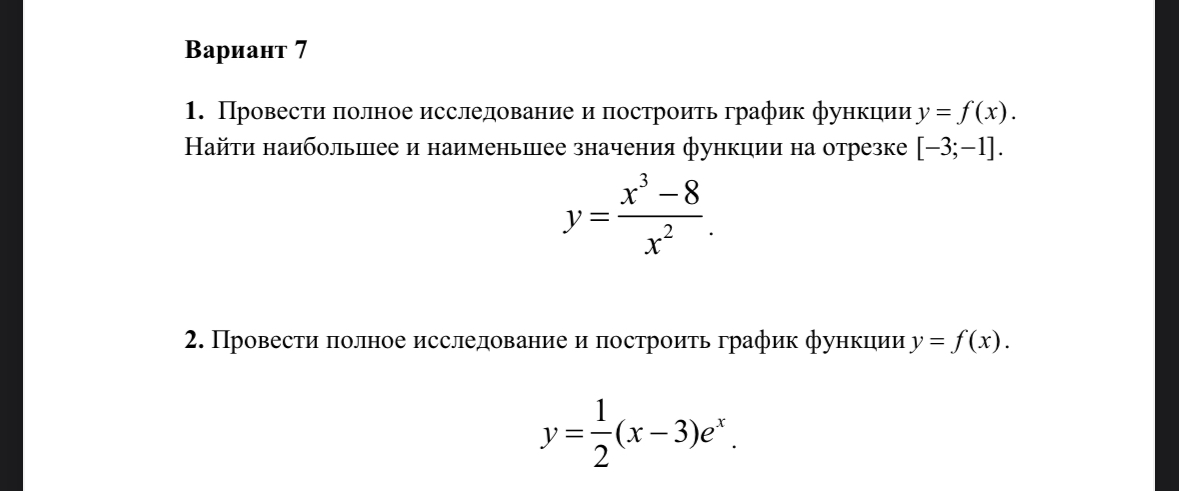 Вариант 7
1. Провести полное исследование и построить график функции y = f(x).
Найти наибольшее и наименьшее значения функции на отрезке [−3;−1].
y = \frac{x^3 − 8}{x^2}.
2. Провести полное исследование и построить график функции y = f(x).
y = \frac{1}{2}(x − 3)e^x.